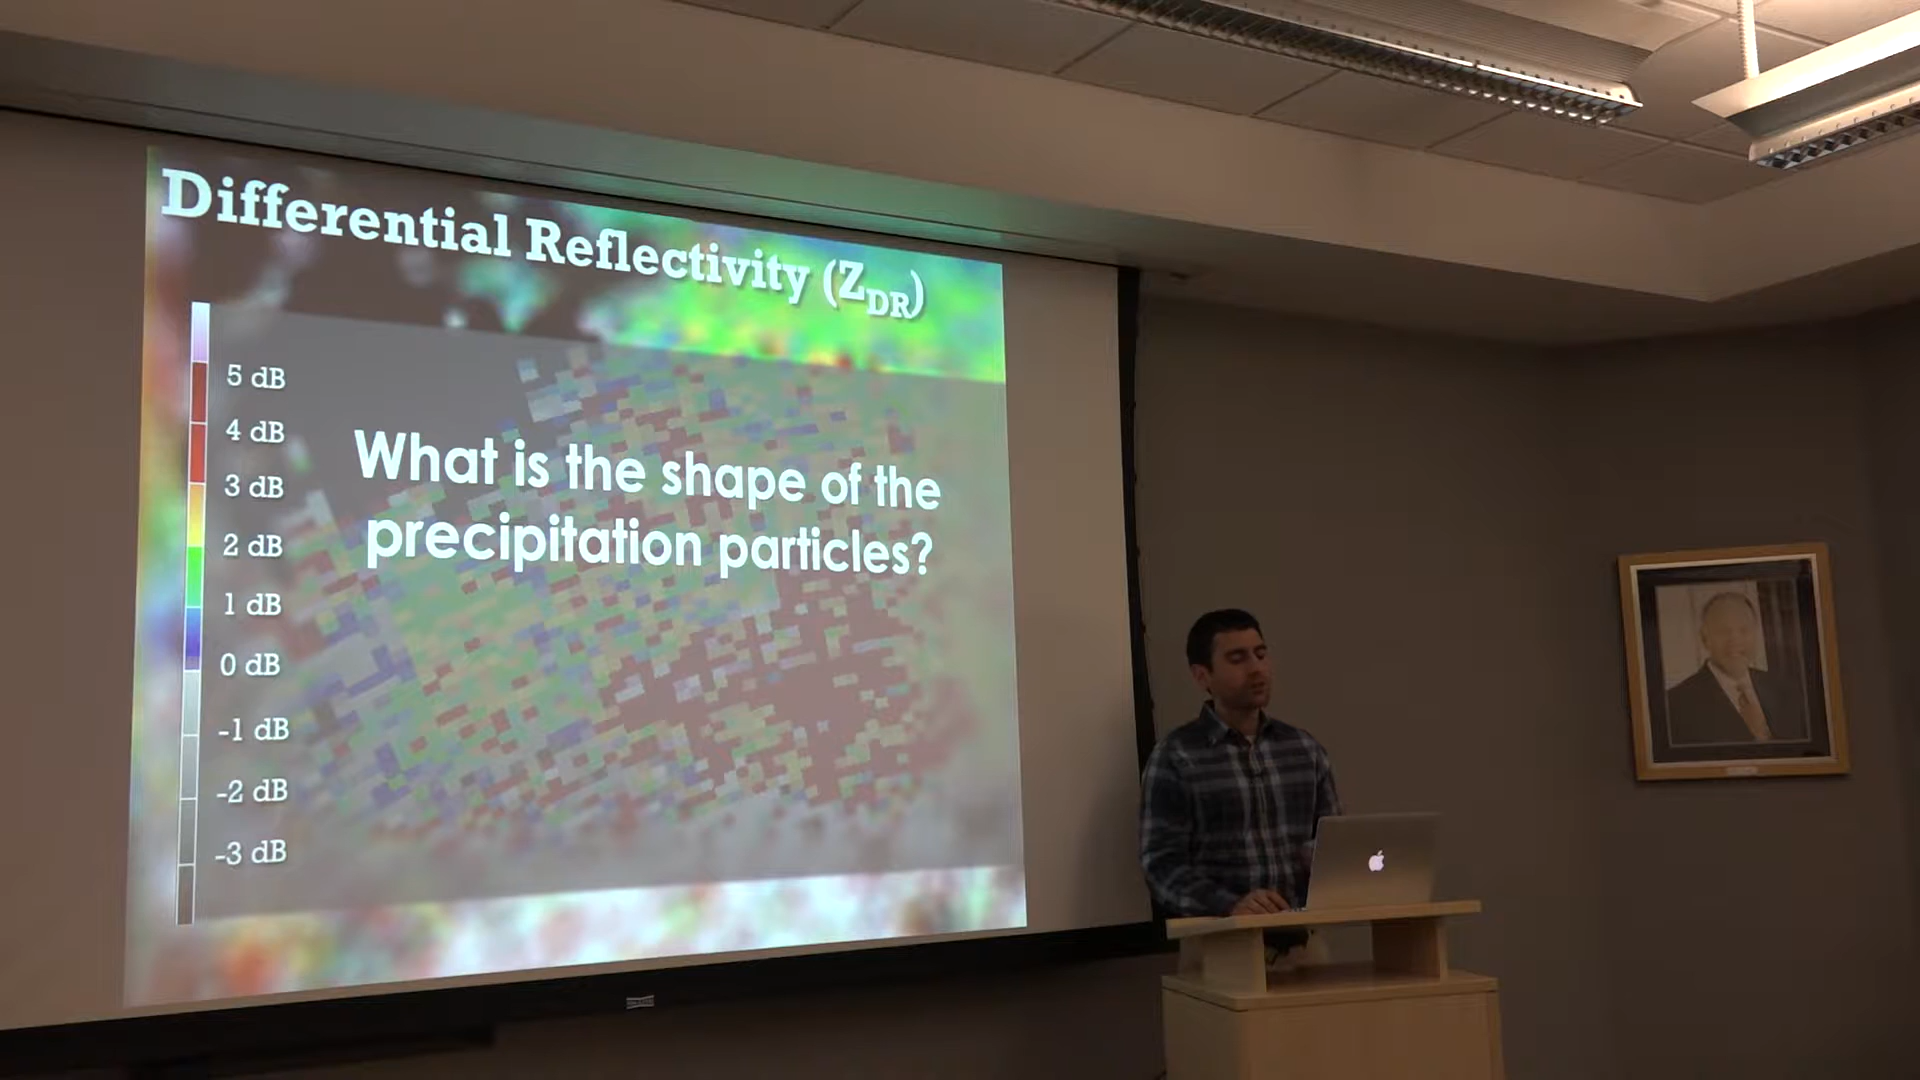 Differential Reflectivity (ZDR)
5 dB
4 dB
3 dB
2 dB
1 dB
0 dB
-1 dB
-2 dB
-3 dB
What is the shape of the
precipitation particles?